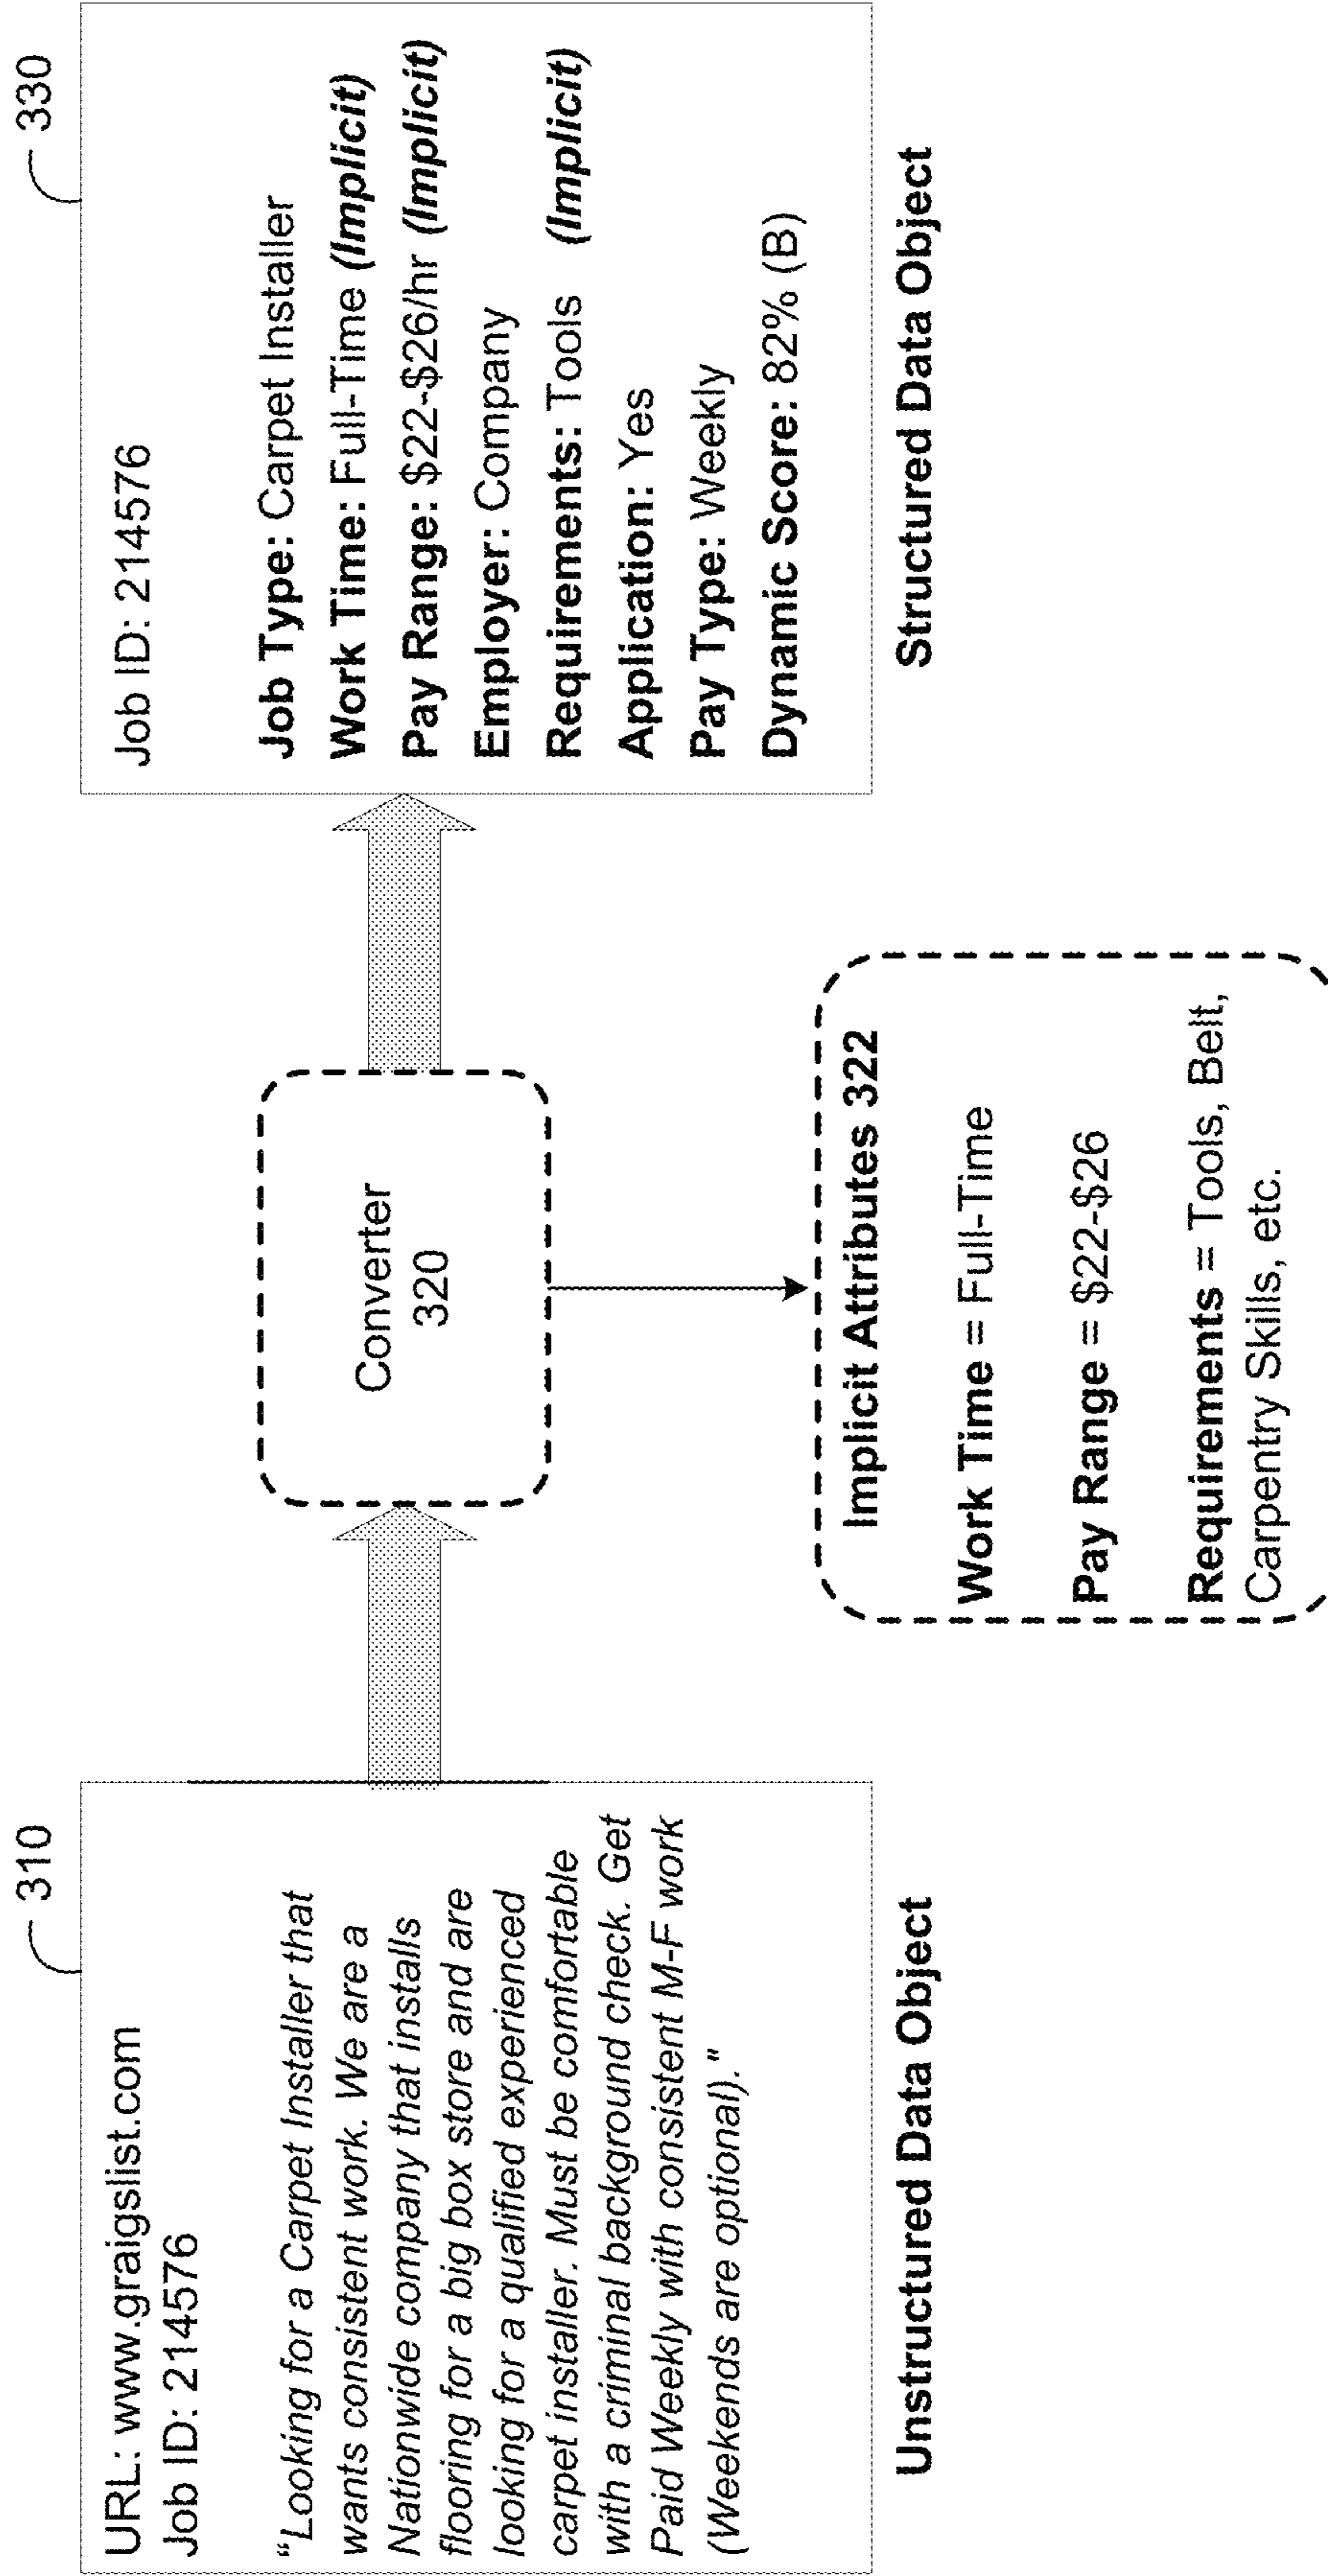 310
URL: www.graigslist.com
Job ID: 214576
“Looking for a Carpet Installer that
wants consistent work. We are a
Nationwide company that installs
flooring for a big box store and are
looking for a qualified experienced
carpet installer. Must be comfortable
with a criminal background check. Get
Paid Weekly with consistent M-F work
(Weekends are optional)."
Unstructured Data Object
Converter
320
Implicit Attributes 322
Work Time = Full-Time
Pay Range = $22-$26
Requirements = Tools, Belt,
Carpentry Skills, etc.
330
Job ID: 214576
Job Type: Carpet Installer
Work Time: Full-Time (Implicit)
Pay Range: $22-$26/hr (Implicit)
Employer: Company
Requirements: Tools (Implicit)
Application: Yes
Pay Type: Weekly
Dynamic Score: 82% (B)
Structured Data Object